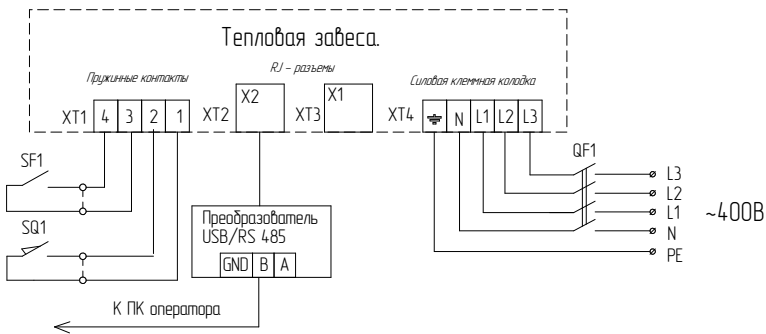 Тепловая завеса.
Пружинные контакты
RJ - разъемы
Силовая клеммная колодка
XT1 4 3 2 1
XT2 X2
XT3 X1
XT4 N L1 L2 L3
SF1
SQ1
QF1
L3
L2
L1
N
PE
~400В
Преобразователь
USB/RS 485
GND B A
К ПК оператора